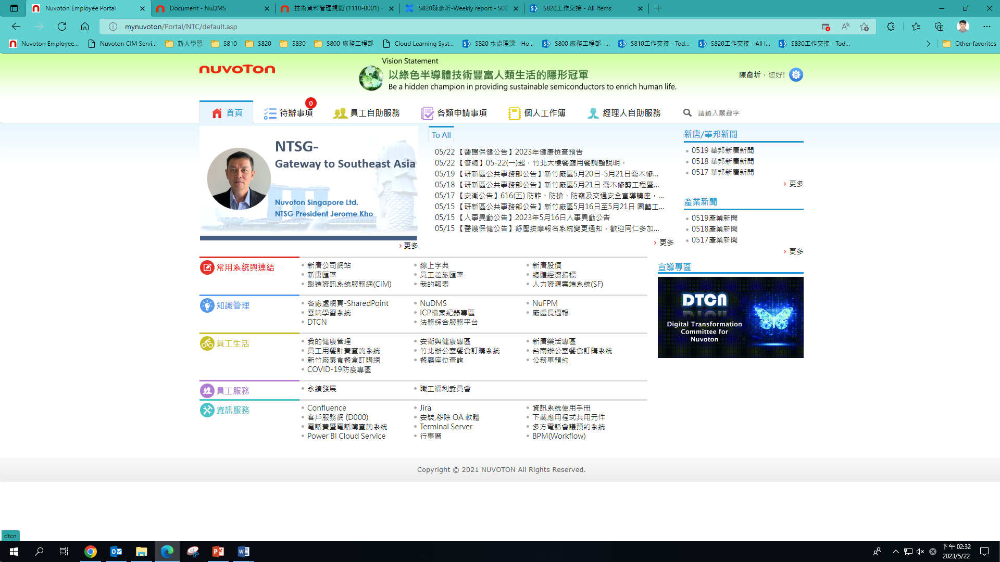 Nuvoton Employee Portal
Document - NuDMS
技術資料管理規範 (1110-0001) -
S820陳彥圻-Weekly report - S00
S820工作交接 - All Items
mynuvoton/Portal/NTC/default.asp
Nuvoton Employee...
Nuvoton CIM Servi...
新人學習
S810
S820
S830
S800-廠務工程部
Cloud Learning Syst...
S820 水處理課 - Ho...
S800 廠務工程部 -...
S810工作交接 - Tod...
S820工作交接 - All I...
S830工作交接 - Tod...
Other favorites
nuvoTon
Vision Statement
以綠色半導體技術豐富人類生活的隱形冠軍
Be a hidden champion in providing sustainable semiconductors to enrich human life.
陳彥圻，您好!
首頁
待辦事項
0
員工自助服務
各類申請事項
個人工作簿
經理人自助服務
請輸入關鍵字
NTSG-
Gateway to Southeast Asia
Nuvoton Singapore Ltd.
NTSG President Jerome Kho
更多
To All
05/22 【醫護保健公告】2023年健康檢查預告
05/22 【管總】05-22(一)起，竹北大樓餐廳用餐調整說明。
05/19 【研新區公共事務部公告】新竹廠區5月20日-5月21日喬木修...
05/18 【研新區公共事務部公告】新竹廠區5月21日 喬木修剪工程暨...
05/17 【安衛公告】616(五) 防詐、防搶、防竊及交通安全宣導講座，...
05/15 【研新區公共事務部公告】新竹廠區5月16日至5月21日 園藝工...
05/15 【人事異動公告】2023年5月16日人事異動公告
05/15 【醫護保健公告】舒壓按摩報名系統變更通知，歡迎同仁多加...
更多
新唐/華邦新聞
0519 華邦新唐新聞
0518 華邦新唐新聞
0517 華邦新唐新聞
更多
產業新聞
0519產業新聞
0518產業新聞
0517產業新聞
更多
常用系統與連結
新唐公司網站
線上字典
新唐股價
新唐匯率
員工差旅匯率
總體經濟指標
製造資訊系統服務網(CIM)
我的報表
人力資源雲端系統(SF)
知識管理
各廠處網頁-SharedPoint
NuDMS
NuFPM
雲端學習系統
ICP檔案紀錄專區
廠處長週報
DTCN
法務綜合服務平台
員工生活
我的健康管理
安衛與健康專區
新唐樂活專區
員工用餐計費查詢系統
竹北辦公室餐食訂購系統
台南辦公室餐食訂購系統
新竹廠素食餐盒訂購網
餐廳座位查詢
公務車預約
COVID-19防疫專區
員工服務
永續發展
職工福利委員會
資訊服務
Confluence
Jira
資訊系統使用手冊
客戶服務網 (D000)
安裝,移除 OA 軟體
下載應用程式共用元件
電話費暨電話簿查詢系統
Terminal Server
多方電話會議預約系統
Power BI Cloud Service
行事曆
BPM(Workflow)
宣導專區
DTCN
Digital Transformation
Committee for
Nuvoton
Copyright © 2021 NUVOTON All Rights Reserved.
dtcn
下午 02:32
2023/5/22